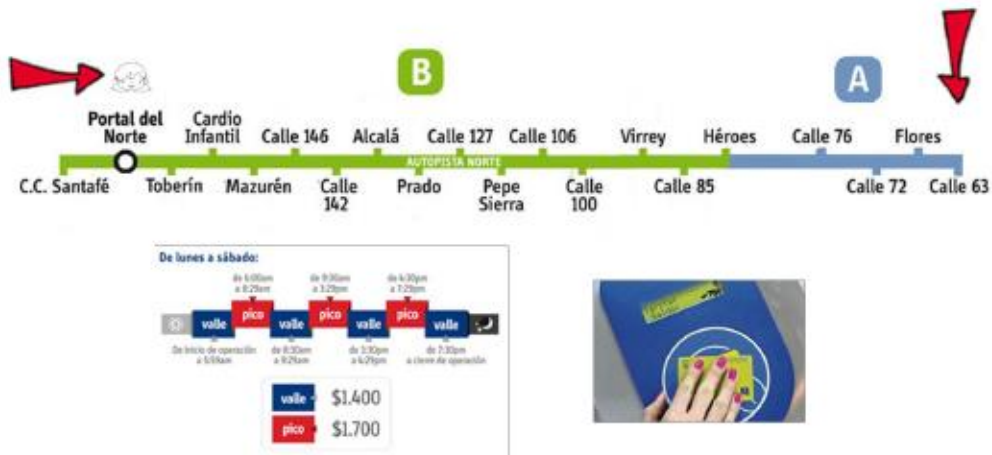 B
A
Portal del
Norte
Cardio
Infantil
Calle 146
Alcalá
Calle 127
Calle 106
Virrey
Héroes
Calle 76
Flores
AUTOPISTA NORTE
C.C. Santafé
Toberín
Mazurén
Calle
142
Prado
Pepe
Sierra
Calle
100
Calle 85
Calle 72
Calle 63
De lunes a sábado:
de 6:00am
a 8:29am
de 9:30am
a 3:29pm
de 4:30pm
a 7:29pm
valle
pico
valle
pico
valle
pico
valle
De inicio de operación
a 5:59am
de 8:30am
a 9:29am
de 3:30pm
a 4:29pm
de 7:30pm
a cierre de operación
valle $1.400
pico $1.700